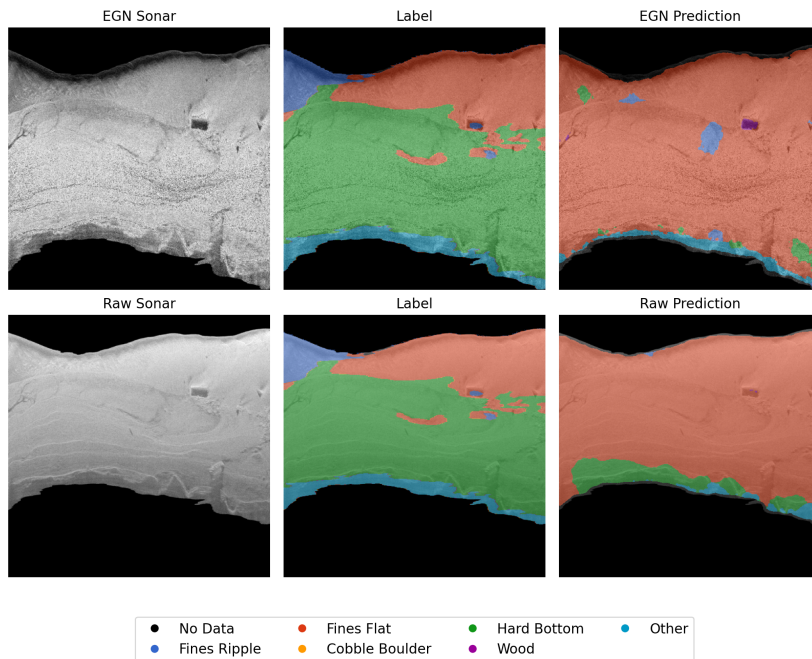 EGN Sonar Label EGN Prediction
Raw Sonar Label Raw Prediction
No Data Fines Flat Hard Bottom Other
Fines Ripple Cobble Boulder Wood